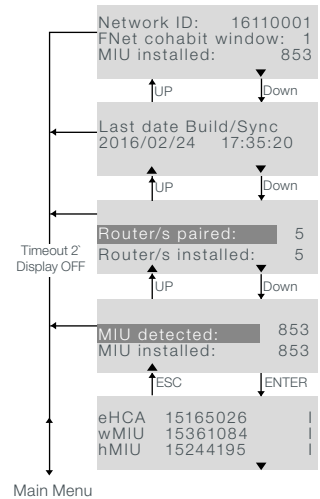 Network ID: 16110001
FNet cohabit window: 1
MIU installed: 853
UP
Down
Last date Build/Sync
2016/02/24 17:35:20
UP
Down
Router/s paired: 5
Router/s installed: 5
Timeout 2`
Display OFF
UP
Down
MIU detected: 853
MIU installed: 853
ESC
ENTER
eHCA 15165026 I
wMIU 15361084 I
hMIU 15244195 I
Main Menu